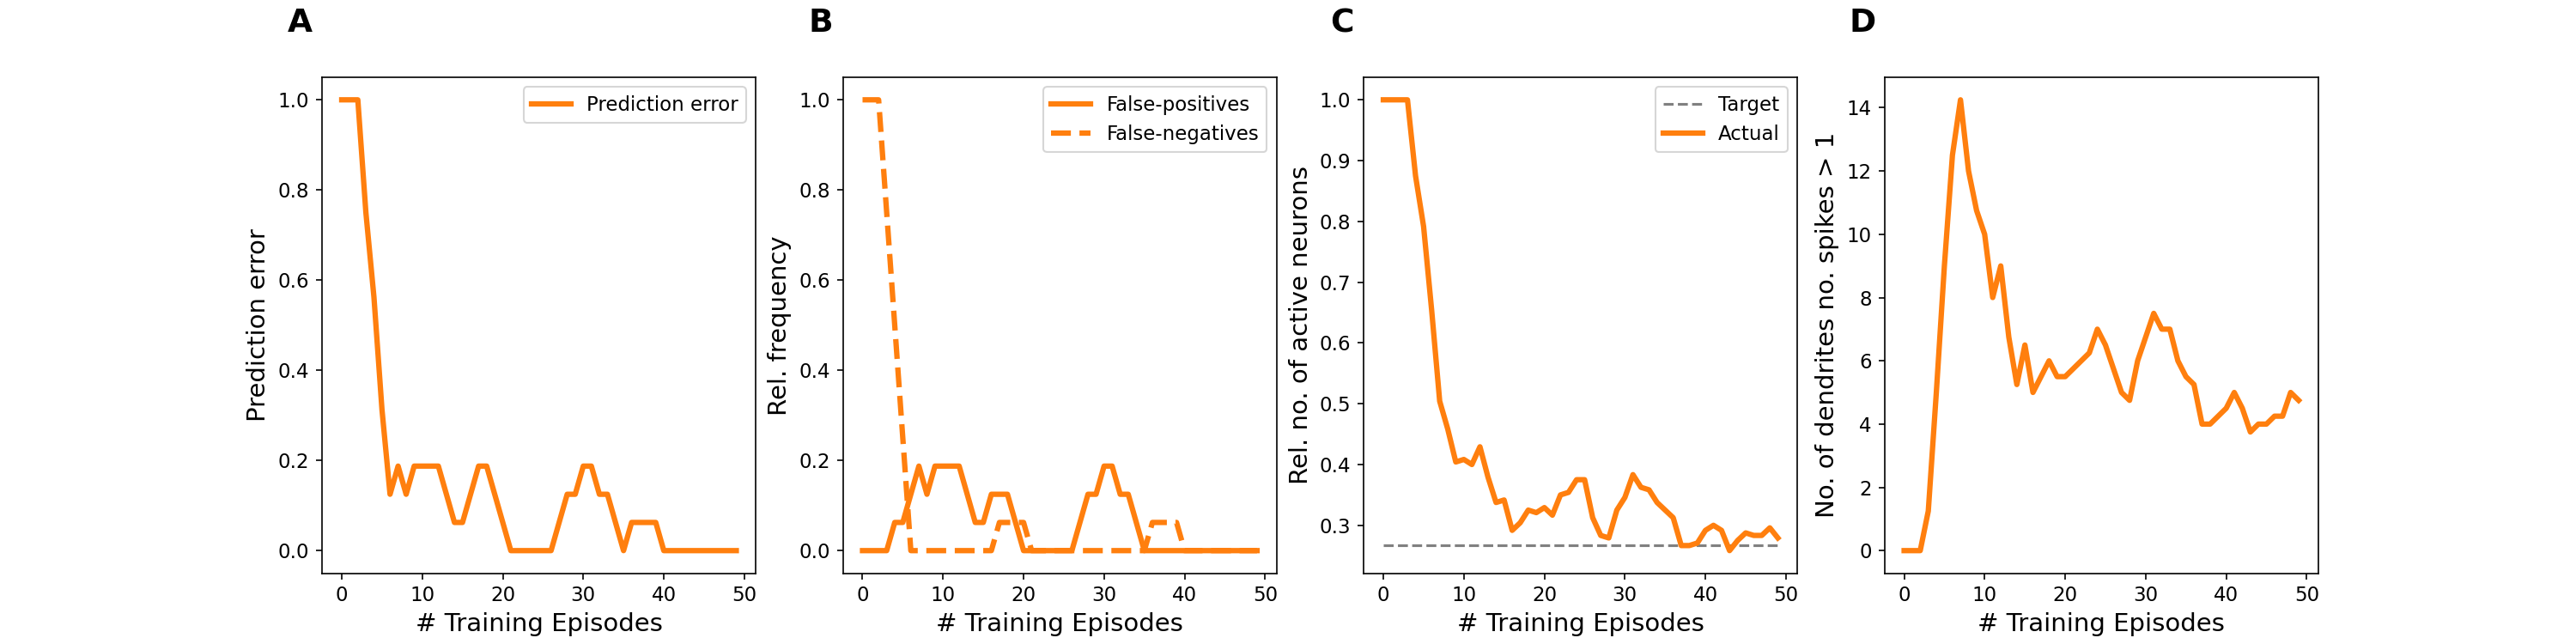 A
Prediction error
1.0
0.8
0.6
0.4
0.2
0.0
0 10 20 30 40 50
# Training Episodes
Prediction error
B
Rel. frequency
1.0
0.8
0.6
0.4
0.2
0.0
0 10 20 30 40 50
# Training Episodes
False-positives
False-negatives
C
Rel. no. of active neurons
1.0
0.9
0.8
0.7
0.6
0.5
0.4
0.3
0 10 20 30 40 50
# Training Episodes
Target
Actual
D
No. of dendrites no. spikes > 1
14
12
10
8
6
4
2
0
0 10 20 30 40 50
# Training Episodes